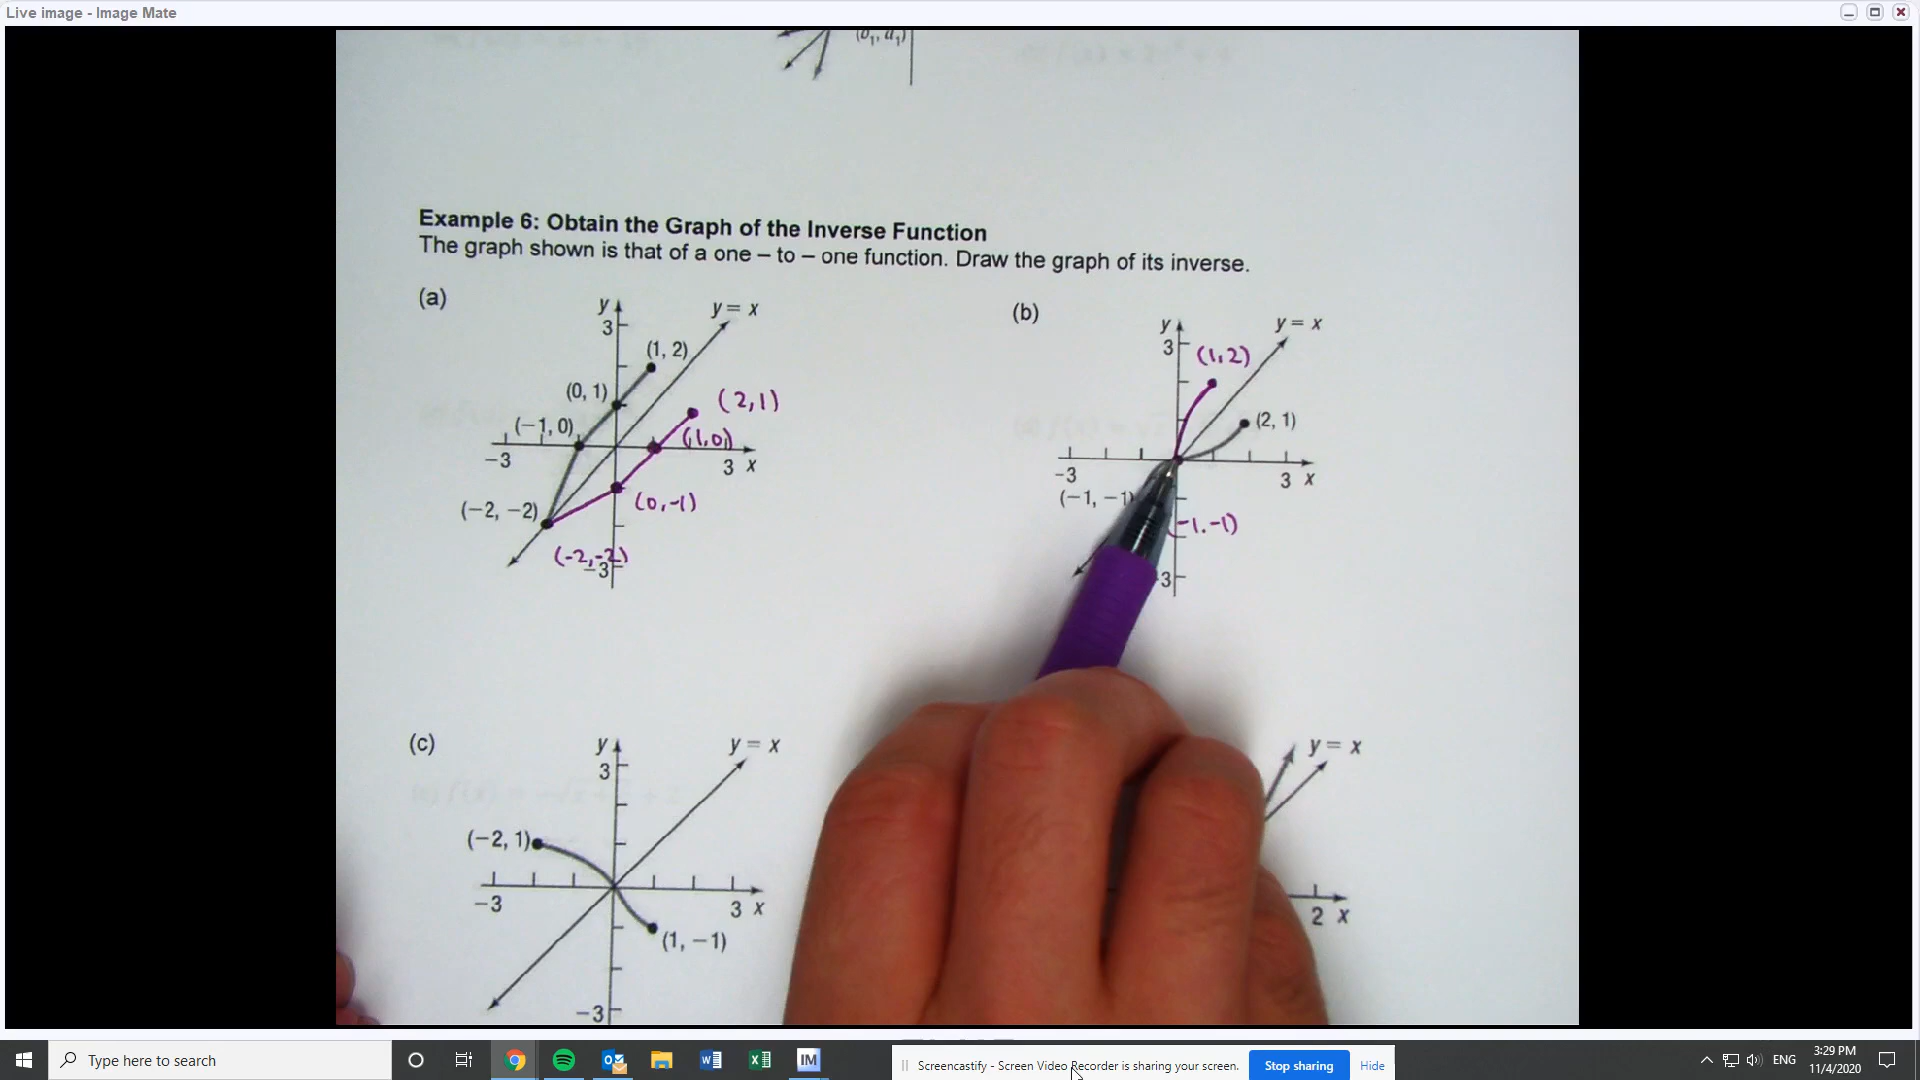 Live image - Image Mate
Example 6: Obtain the Graph of the Inverse Function
The graph shown is that of a one – to – one function. Draw the graph of its inverse.
(a)
y
y = x
3
(1, 2)
(0, 1)
(2,1)
(−1, 0)
(1,0)
−3
3 x
(−2, −2)
(0,-1)
(-2,-2)
−3
(b)
y
y = x
3
(1,2)
(2, 1)
−3
3 x
(−1, −1)
(-1.-1)
3
(c)
y
y = x
3
(−2, 1)
−3
3 x
(1, −1)
−3
y = x
2 x
Type here to search
IM
Screencastify - Screen Video Recorder is sharing your screen.
Stop sharing
Hide
ENG
3:29 PM
11/4/2020